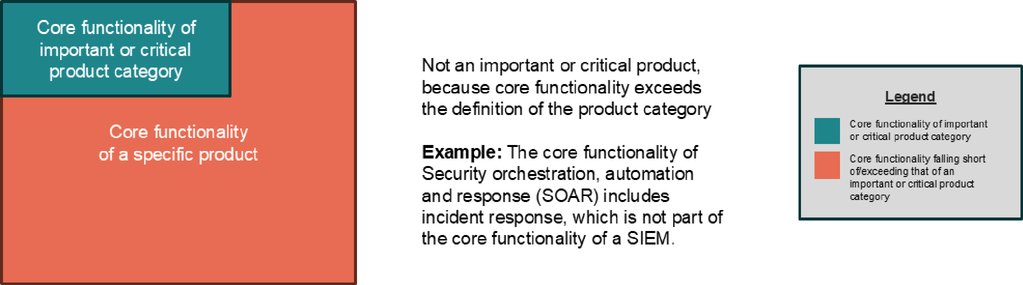 Core functionality of
important or critical
product category
Core functionality
of a specific product
Not an important or critical product,
because core functionality exceeds
the definition of the product category
Example: The core functionality of
Security orchestration, automation
and response (SOAR) includes
incident response, which is not part of
the core functionality of a SIEM.
Legend
Core functionality of important
or critical product category
Core functionality falling short
of/exceeding that of an
important or critical product
category